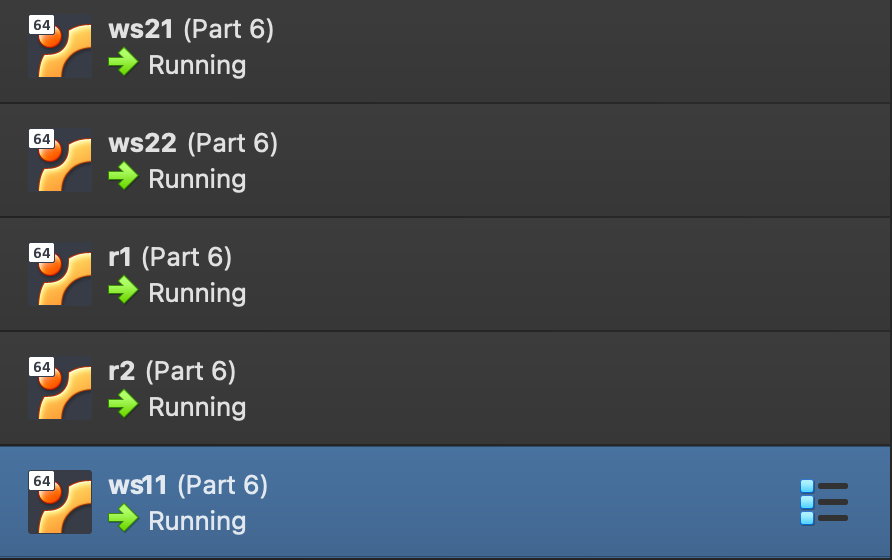 64
ws21 (Part 6)
Running
64
ws22 (Part 6)
Running
64
r1 (Part 6)
Running
64
r2 (Part 6)
Running
64
ws11 (Part 6)
Running